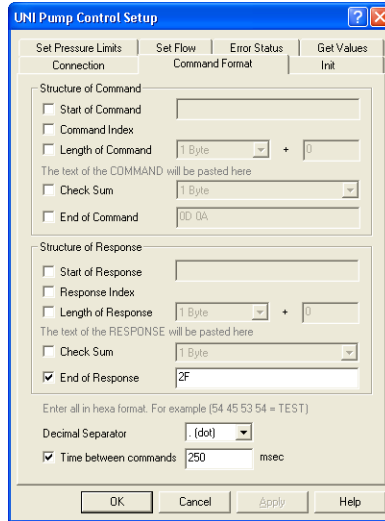 UNI Pump Control Setup
Set Pressure Limits Set Flow Error Status Get Values
Connection Command Format Init
Structure of Command
Start of Command
Command Index
Length of Command 1 Byte + 0
The text of the COMMAND will be pasted here
Check Sum 1 Byte
End of Command 0D 0A
Structure of Response
Start of Response
Response Index
Length of Response 1 Byte + 0
The text of the RESPONSE will be pasted here
Check Sum 1 Byte
End of Response 2F
Enter all in hexa format. For example (54 45 53 54 = TEST)
Decimal Separator . (dot)
Time between commands 250 msec
OK Cancel Apply Help